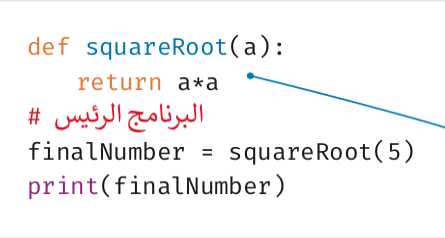 def squareRoot(a):
    return a*a
# البرنامج الرئيس
finalNumber = squareRoot(5)
print(finalNumber)